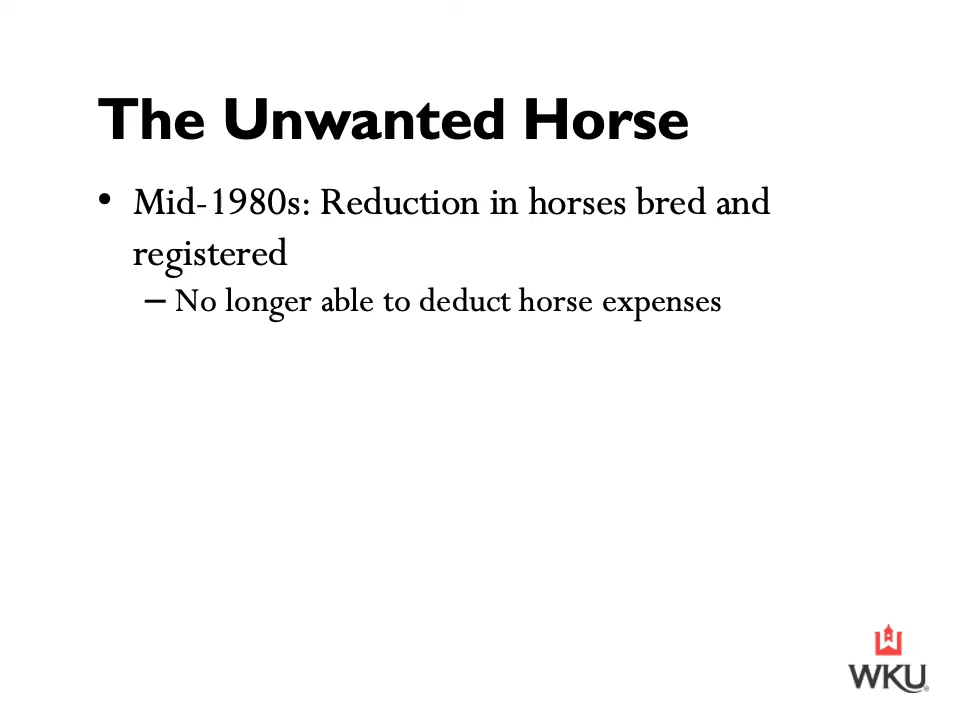 The Unwanted Horse
• Mid-1980s: Reduction in horses bred and
registered
– No longer able to deduct horse expenses
WKU®